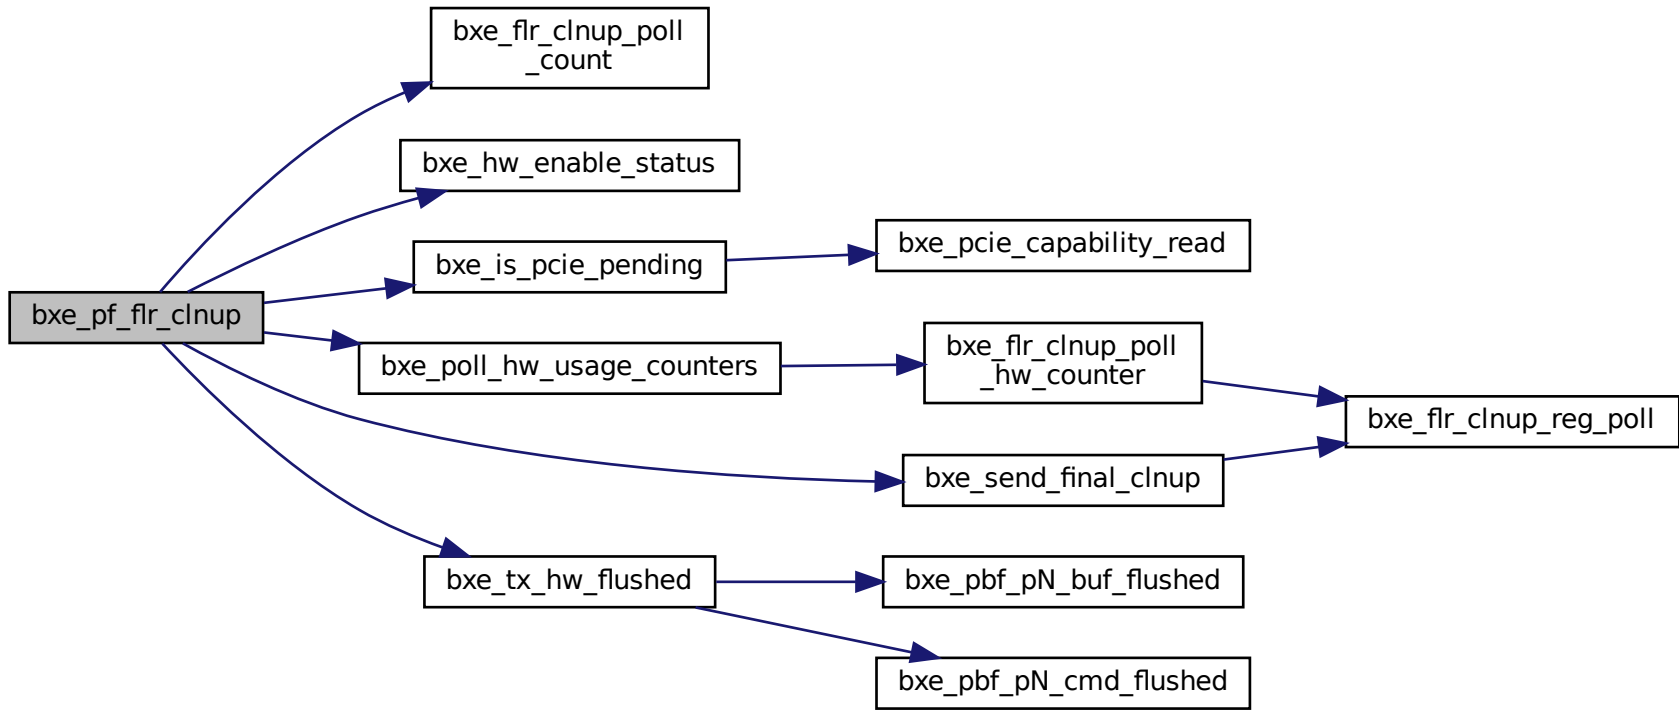 bxe_flr_clnup_poll
_count
bxe_hw_enable_status
bxe_pcie_capability_read
bxe_is_pcie_pending
bxe_pf_flr_clnup
bxe_flr_clnup_poll
_hw_counter
bxe_poll_hw_usage_counters
bxe_flr_clnup_reg_poll
bxe_send_final_clnup
bxe_tx_hw_flushed
bxe_pbf_pN_buf_flushed
bxe_pbf_pN_cmd_flushed